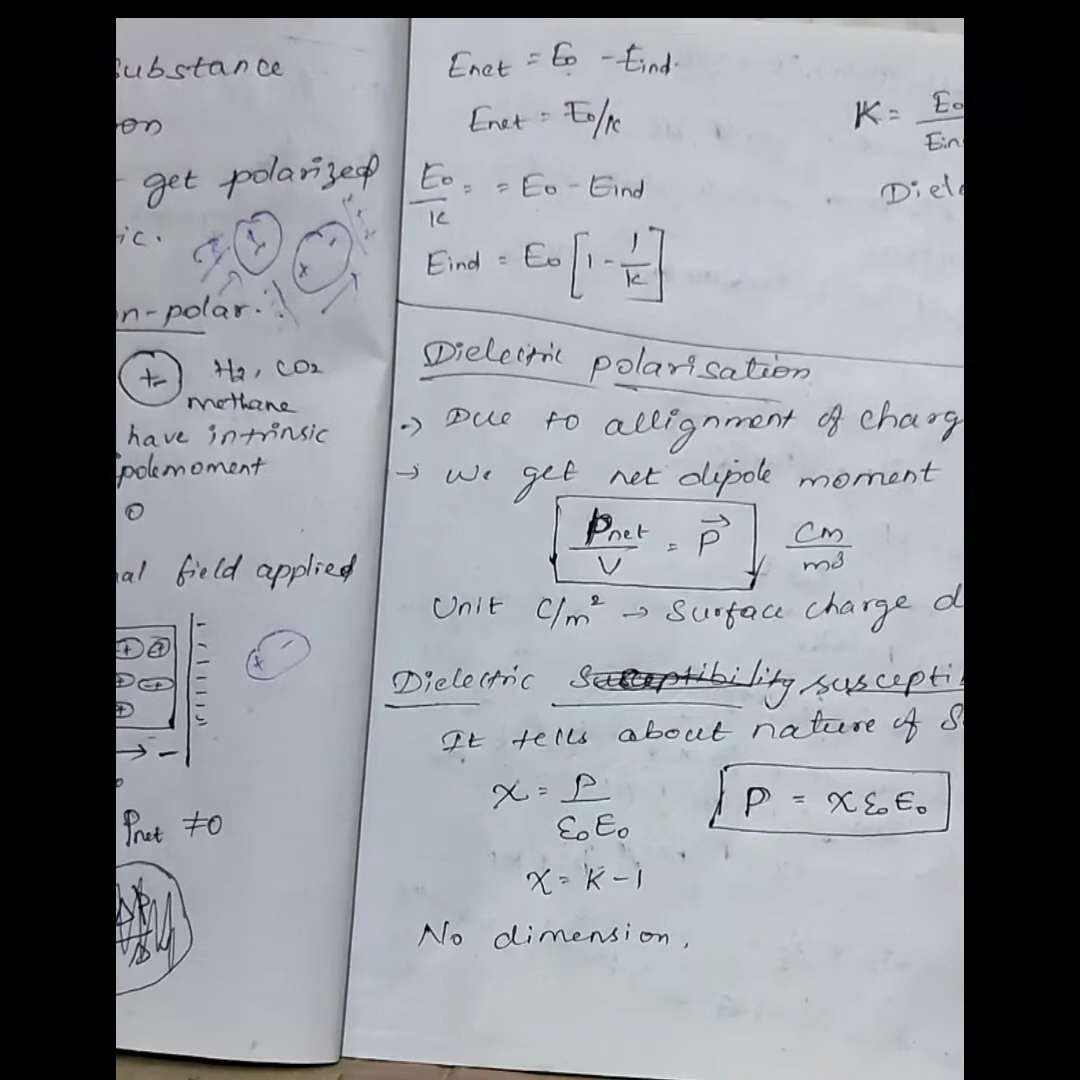 substance
on
- get polarized
ic.
n-polar.
H₂, CO₂
methane
have intrinsic
polemoment
0
nal field applied
Pnet ≠0
Enet = E₀ - Eind.
Enet = E₀/K
K = E₀/Ein
E₀/K = = E₀ - Eind
Diele
Eind = E₀ [1 - 1/K]
Dielectric polarisation
→ Due to allignment of charg
→ We get net dipole moment
Pnet/V = P⃗ Cm/m³
Unit C/m² → Surface charge d
Dielectric suscepti
It tells about nature of S
χ = P/ε₀E₀
P = χε₀E₀
χ = K-1
No dimension,